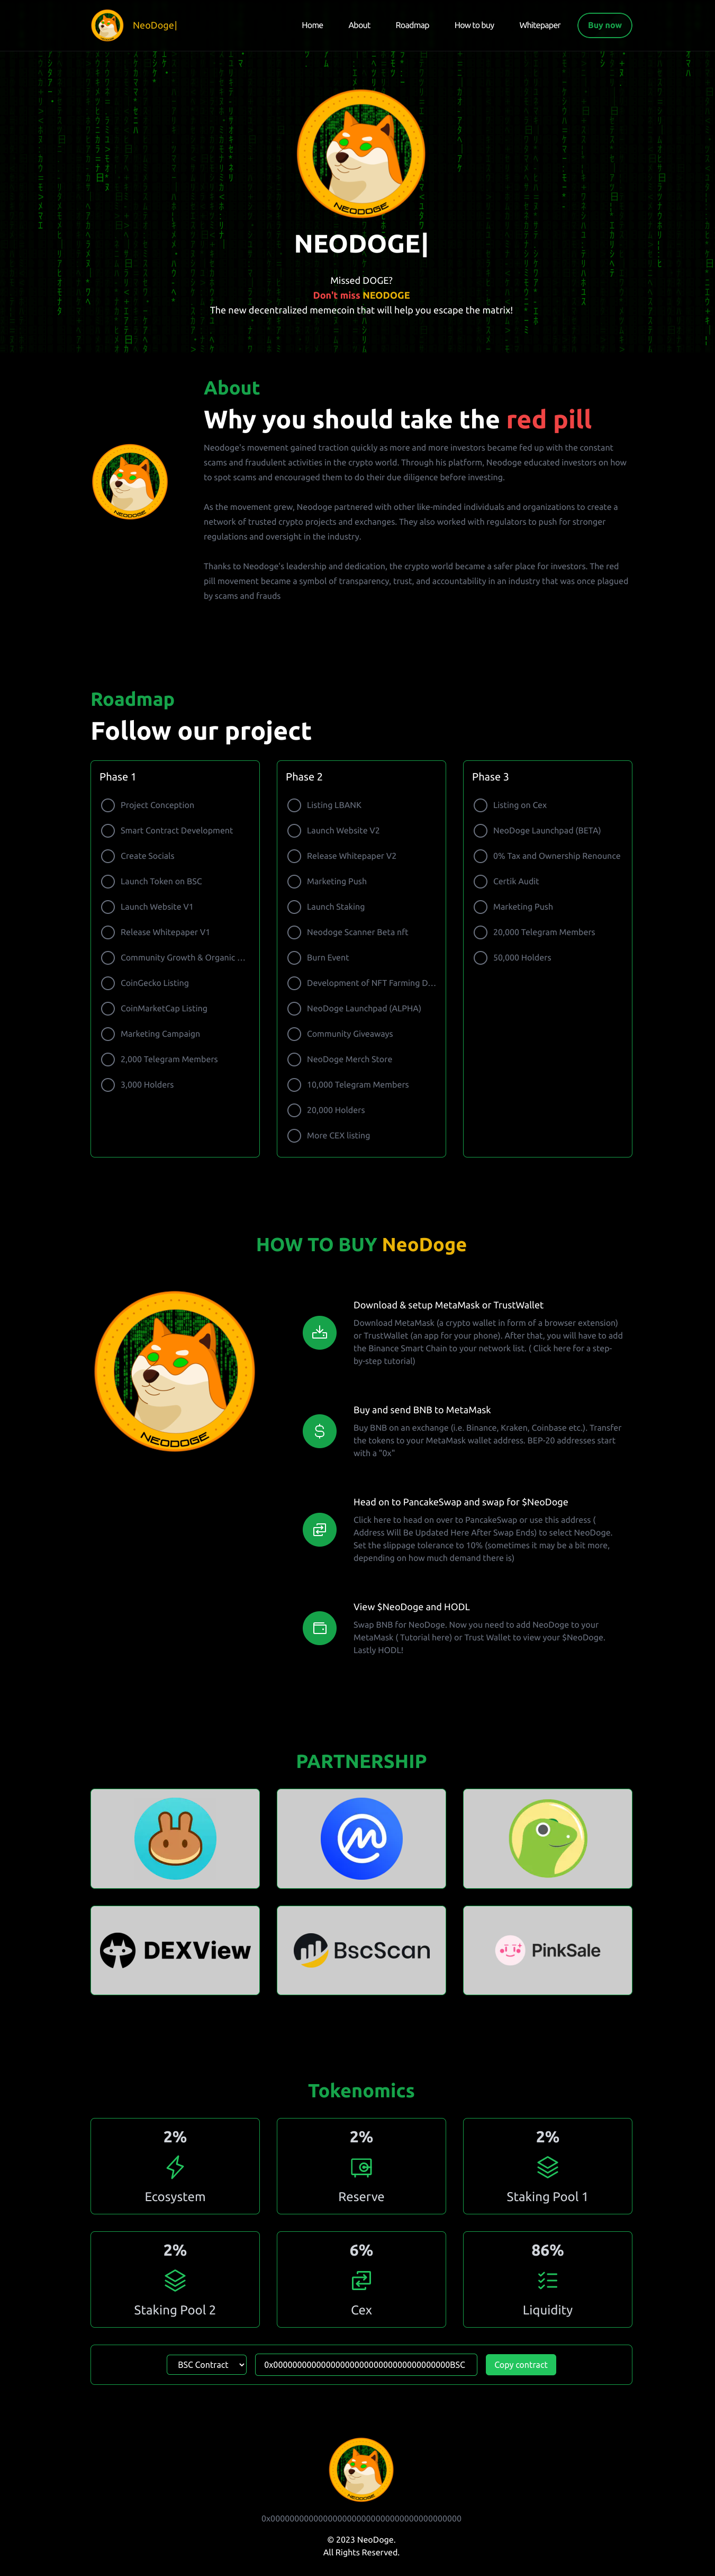 NeoDoge|
Home
About
Roadmap
How to buy
Whitepaper
Buy now
NEODOGE
NEODOGE|
Missed DOGE?
Don't miss NEODOGE
The new decentralized memecoin that will help you escape the matrix!
About
Why you should take the red pill
NEODOGE
Neodoge's movement gained traction quickly as more and more investors became fed up with the constant
scams and fraudulent activities in the crypto world. Through his platform, Neodoge educated investors on how
to spot scams and encouraged them to do their due diligence before investing.
As the movement grew, Neodoge partnered with other like-minded individuals and organizations to create a
network of trusted crypto projects and exchanges. They also worked with regulators to push for stronger
regulations and oversight in the industry.
Thanks to Neodoge's leadership and dedication, the crypto world became a safer place for investors. The red
pill movement became a symbol of transparency, trust, and accountability in an industry that was once plagued
by scams and frauds
Roadmap
Follow our project
Phase 1
Project Conception
Smart Contract Development
Create Socials
Launch Token on BSC
Launch Website V1
Release Whitepaper V1
Community Growth & Organic ...
CoinGecko Listing
CoinMarketCap Listing
Marketing Campaign
2,000 Telegram Members
3,000 Holders
Phase 2
Listing LBANK
Launch Website V2
Release Whitepaper V2
Marketing Push
Launch Staking
Neodoge Scanner Beta nft
Burn Event
Development of NFT Farming D...
NeoDoge Launchpad (ALPHA)
Community Giveaways
NeoDoge Merch Store
10,000 Telegram Members
20,000 Holders
More CEX listing
Phase 3
Listing on Cex
NeoDoge Launchpad (BETA)
0% Tax and Ownership Renounce
Certik Audit
Marketing Push
20,000 Telegram Members
50,000 Holders
HOW TO BUY NeoDoge
NEODOGE
Download & setup MetaMask or TrustWallet
Download MetaMask (a crypto wallet in form of a browser extension)
or TrustWallet (an app for your phone). After that, you will have to add
the Binance Smart Chain to your network list. ( Click here for a step-
by-step tutorial)
Buy and send BNB to MetaMask
Buy BNB on an exchange (i.e. Binance, Kraken, Coinbase etc.). Transfer
the tokens to your MetaMask wallet address. BEP-20 addresses start
with a "0x"
Head on to PancakeSwap and swap for $NeoDoge
Click here to head on over to PancakeSwap or use this address (
Address Will Be Updated Here After Swap Ends) to select NeoDoge.
Set the slippage tolerance to 10% (sometimes it may be a bit more,
depending on how much demand there is)
View $NeoDoge and HODL
Swap BNB for NeoDoge. Now you need to add NeoDoge to your
MetaMask ( Tutorial here) or Trust Wallet to view your $NeoDoge.
Lastly HODL!
PARTNERSHIP
DEXView
BscScan
PinkSale
Tokenomics
2%
Ecosystem
2%
Reserve
2%
Staking Pool 1
2%
Staking Pool 2
6%
Cex
86%
Liquidity
BSC Contract
0x0000000000000000000000000000000000000BSC
Copy contract
NEODOGE
0x0000000000000000000000000000000000000000
© 2023 NeoDoge.
All Rights Reserved.